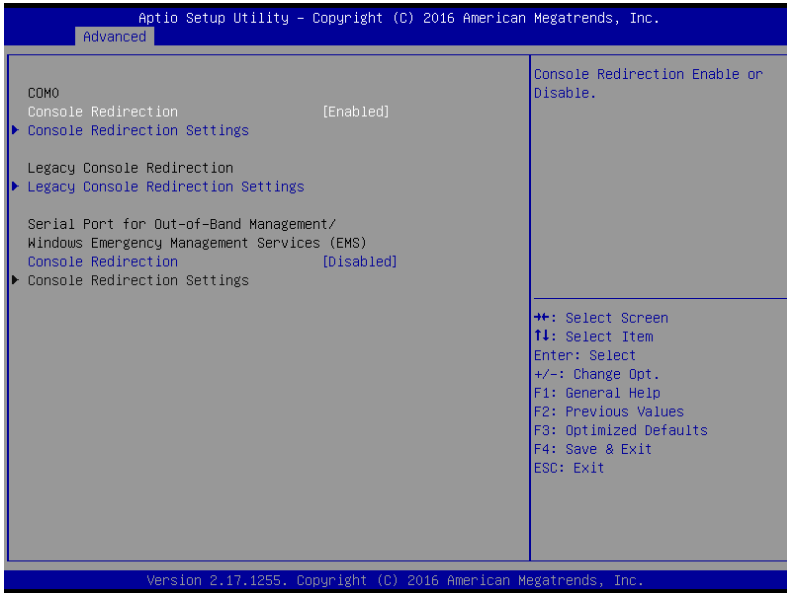 Aptio Setup Utility – Copyright (C) 2016 American Megatrends, Inc.
Advanced
COM0
Console Redirection [Enabled]
Console Redirection Settings
Legacy Console Redirection
Legacy Console Redirection Settings
Serial Port for Out-of-Band Management/
Windows Emergency Management Services (EMS)
Console Redirection [Disabled]
Console Redirection Settings
Console Redirection Enable or
Disable.
→←: Select Screen
↑↓: Select Item
Enter: Select
+/-: Change Opt.
F1: General Help
F2: Previous Values
F3: Optimized Defaults
F4: Save & Exit
ESC: Exit
Version 2.17.1255. Copyright (C) 2016 American Megatrends, Inc.